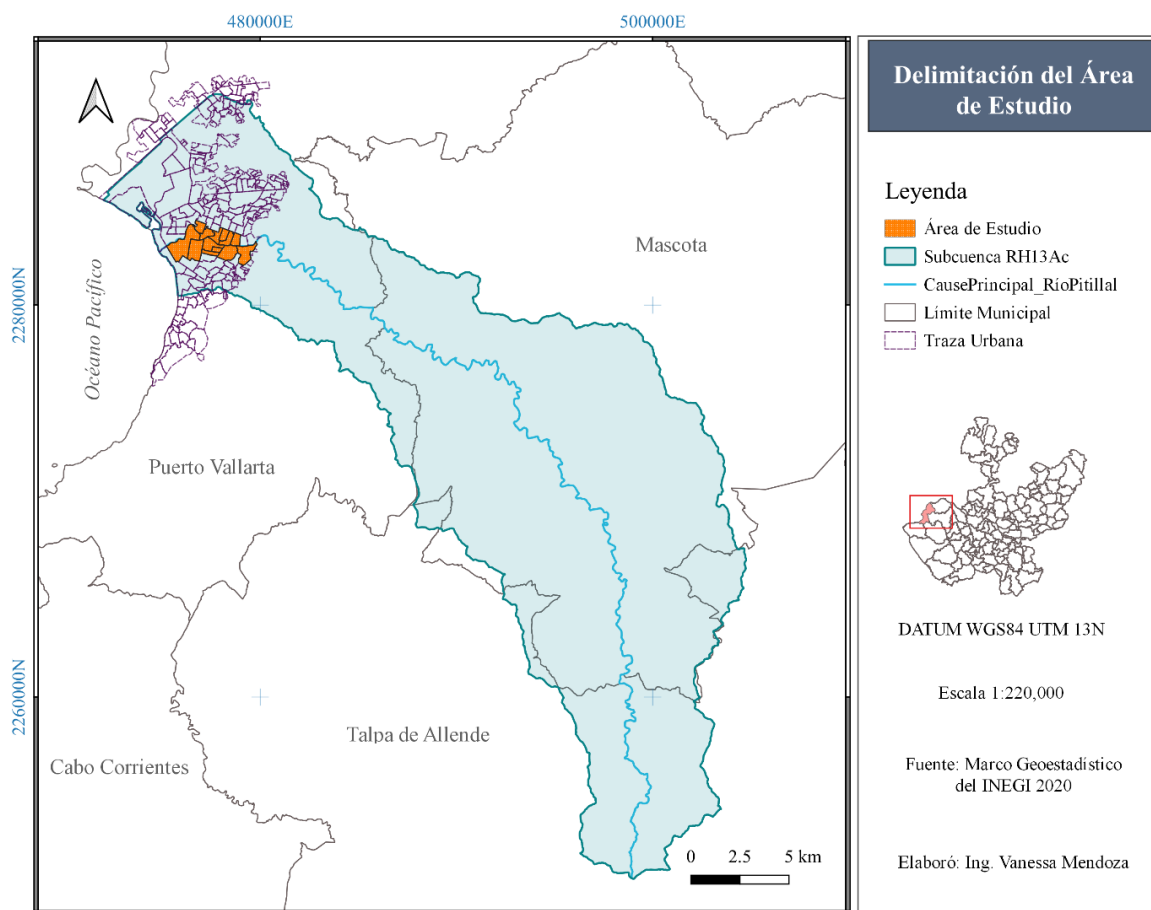 480000E
500000E
Delimitación del Área
de Estudio
Leyenda
Área de Estudio
Subcuenca RH13Ac
CausePrincipal_RíoPitillal
Límite Municipal
Traza Urbana
Mascota
Océano Pacífico
2280000N
Puerto Vallarta
DATUM WGS84 UTM 13N
Escala 1:220,000
2260000N
Talpa de Allende
Cabo Corrientes
Fuente: Marco Geoestadístico
del INEGI 2020
0 2.5 5 km
Elaboró: Ing. Vanessa Mendoza